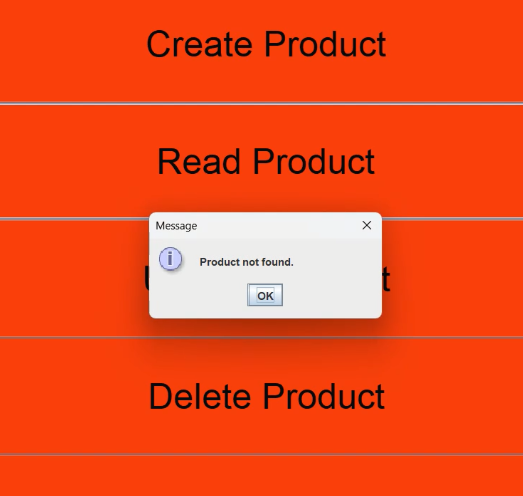 Create Product
Read Product
Message
Product not found.
OK
Delete Product